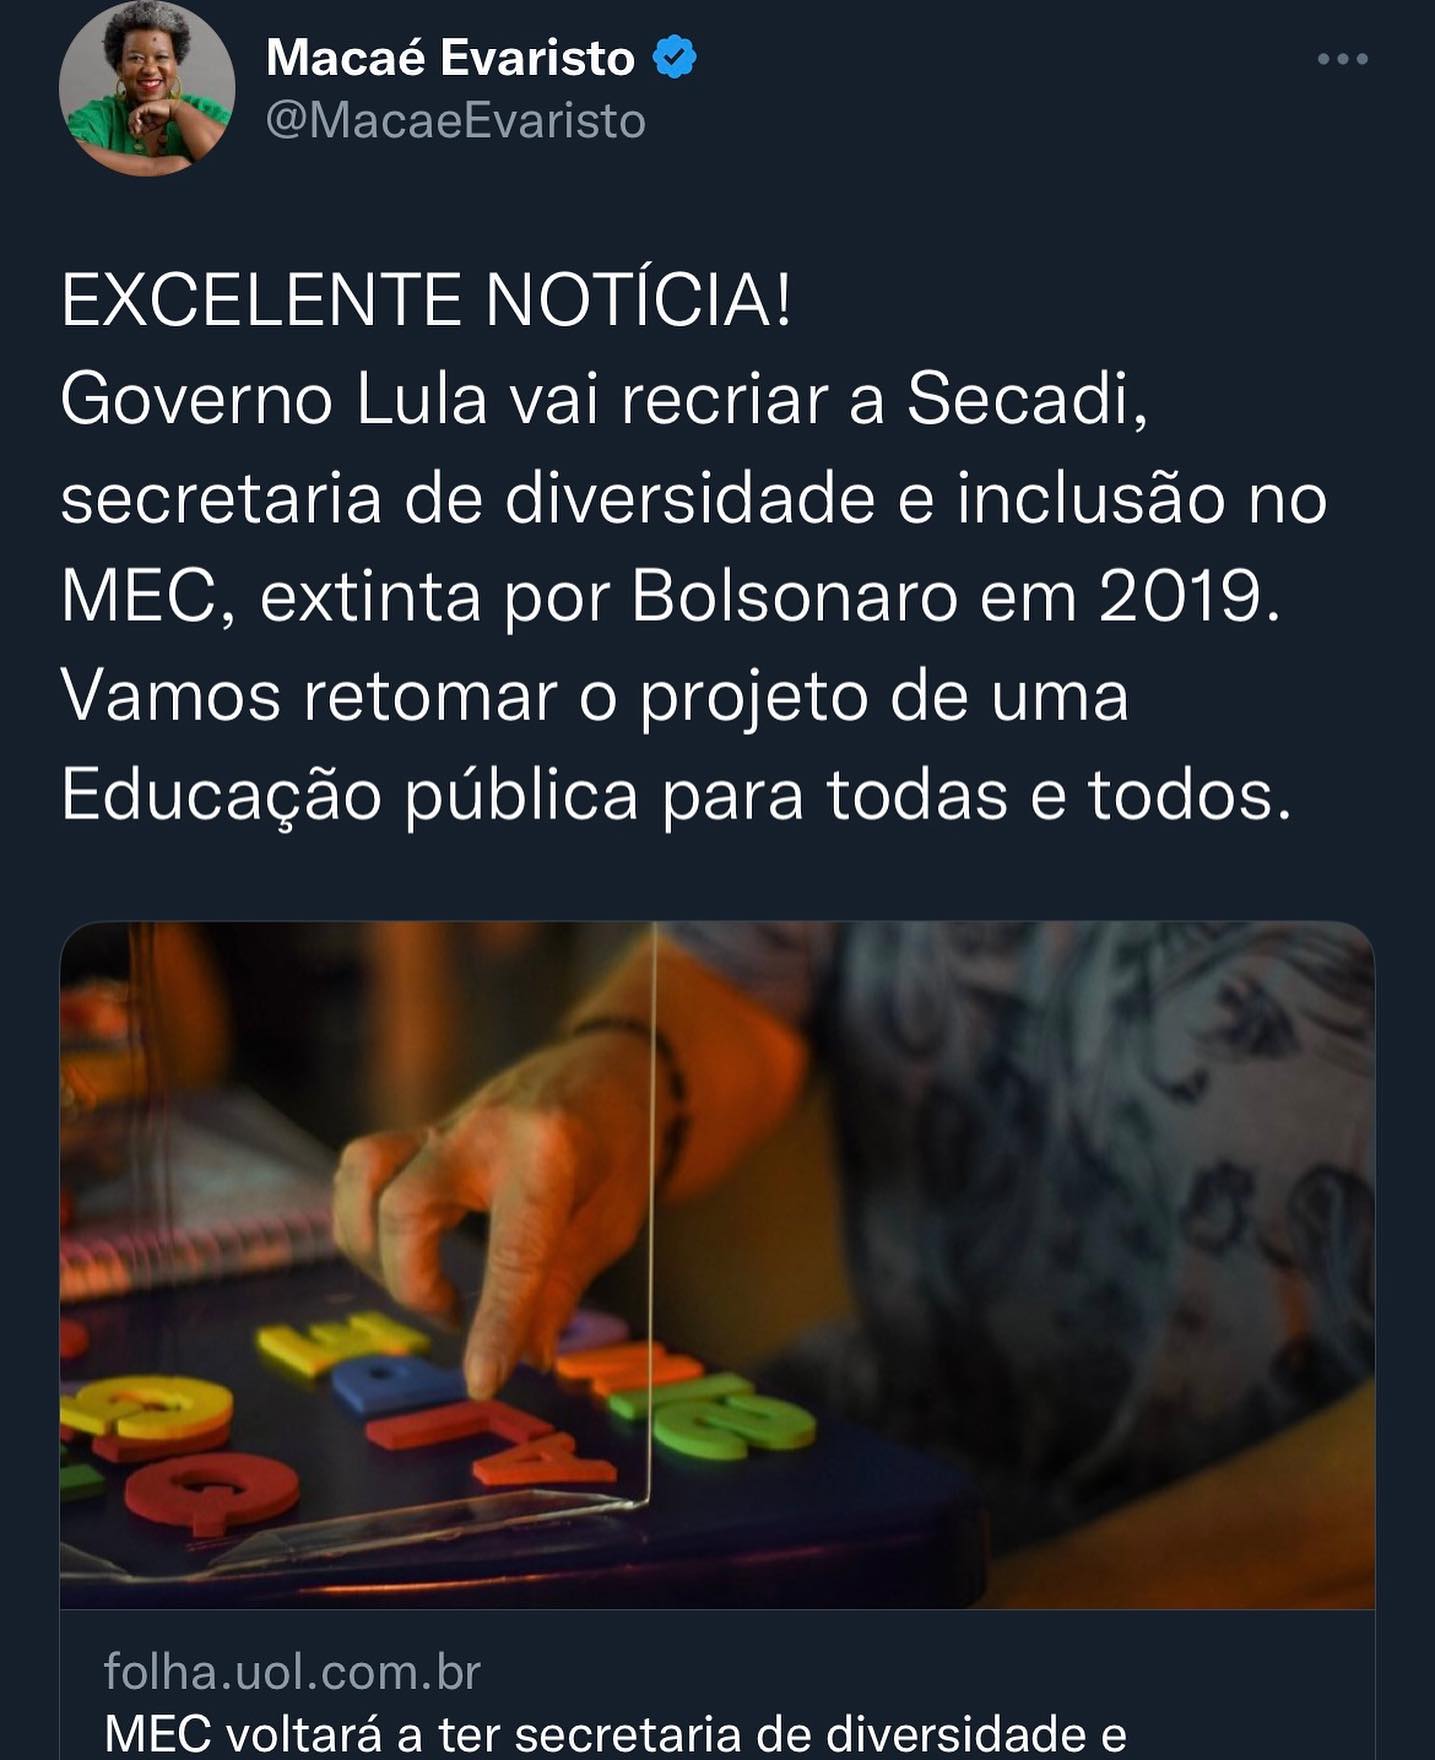 Macaé Evaristo
@MacaeEvaristo
EXCELENTE NOTÍCIA!
Governo Lula vai recriar a Secadi,
secretaria de diversidade e inclusão no
MEC, extinta por Bolsonaro em 2019.
Vamos retomar o projeto de uma
Educação pública para todas e todos.
folha.uol.com.br
MEC voltará a ter secretaria de diversidade e